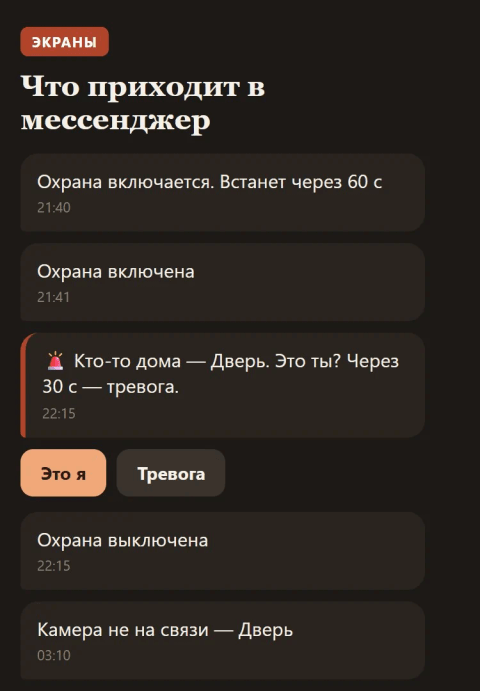 ЭКРАНЫ
Что приходит в
мессенджер
Охрана включается. Встанет через 60 с
21:40
Охрана включена
21:41
🚨 Кто-то дома — Дверь. Это ты? Через
30 с — тревога.
22:15
Это я
Тревога
Охрана выключена
22:15
Камера не на связи — Дверь
03:10